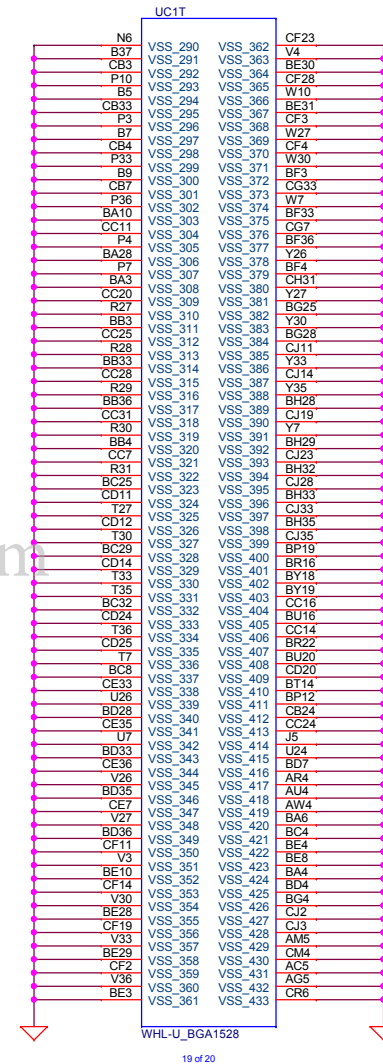 UC1T
N6 VSS_290 VSS_362 CF23
B37 VSS_291 VSS_363 V4
CB3 VSS_292 VSS_364 BE30
P10 VSS_293 VSS_365 CF28
B5 VSS_294 VSS_366 W10
CB33 VSS_295 VSS_367 BE31
P3 VSS_296 VSS_368 CF3
B7 VSS_297 VSS_369 W27
CB4 VSS_298 VSS_370 CF4
P33 VSS_299 VSS_371 W30
B9 VSS_300 VSS_372 BF3
CB7 VSS_301 VSS_373 CG33
P36 VSS_302 VSS_374 W7
BA10 VSS_303 VSS_375 BF33
CC11 VSS_304 VSS_376 CG7
P4 VSS_305 VSS_377 BF36
BA28 VSS_306 VSS_378 Y26
P7 VSS_307 VSS_379 BF4
BA3 VSS_308 VSS_380 CH31
CC20 VSS_309 VSS_381 Y27
R27 VSS_310 VSS_382 BG25
BB3 VSS_311 VSS_383 Y30
CC25 VSS_312 VSS_384 BG28
R28 VSS_313 VSS_385 CJ11
BB33 VSS_314 VSS_386 Y33
CC28 VSS_315 VSS_387 CJ14
R29 VSS_316 VSS_388 Y35
BB36 VSS_317 VSS_389 BH28
CC31 VSS_318 VSS_390 CJ19
R30 VSS_319 VSS_391 Y7
BB4 VSS_320 VSS_392 BH29
CC7 VSS_321 VSS_393 CJ23
R31 VSS_322 VSS_394 BH32
BC25 VSS_323 VSS_395 CJ28
CD11 VSS_324 VSS_396 BH33
T27 VSS_325 VSS_397 CJ33
CD12 VSS_326 VSS_398 BH35
T30 VSS_327 VSS_399 CJ35
BC29 VSS_328 VSS_400 BP19
CD14 VSS_329 VSS_401 BR16
T33 VSS_330 VSS_402 BY18
T35 VSS_331 VSS_403 BY19
BC32 VSS_332 VSS_404 CC16
CD24 VSS_333 VSS_405 BU16
T36 VSS_334 VSS_406 CC14
CD25 VSS_335 VSS_407 BR22
T7 VSS_336 VSS_408 BU20
BC8 VSS_337 VSS_409 CD20
CE33 VSS_338 VSS_410 BT14
U26 VSS_339 VSS_411 BP12
BD28 VSS_340 VSS_412 CB24
CE35 VSS_341 VSS_413 CC24
U7 VSS_342 VSS_414 J5
BD33 VSS_343 VSS_415 U24
CE36 VSS_344 VSS_416 BD7
V26 VSS_345 VSS_417 AR4
BD35 VSS_346 VSS_418 AU4
CE7 VSS_347 VSS_419 AW4
V27 VSS_348 VSS_420 BA6
BD36 VSS_349 VSS_421 BC4
CF11 VSS_350 VSS_422 BE4
V3 VSS_351 VSS_423 BE8
BE10 VSS_352 VSS_424 BA4
CF14 VSS_353 VSS_425 BD4
V30 VSS_354 VSS_426 BG4
BE28 VSS_355 VSS_427 CJ2
CF19 VSS_356 VSS_428 CJ3
V33 VSS_357 VSS_429 AM5
BE29 VSS_358 VSS_430 CM4
CF2 VSS_359 VSS_431 AC5
V36 VSS_360 VSS_432 AG5
BE3 VSS_361 VSS_433 CR6
WHL-U_BGA1528
19 of 20